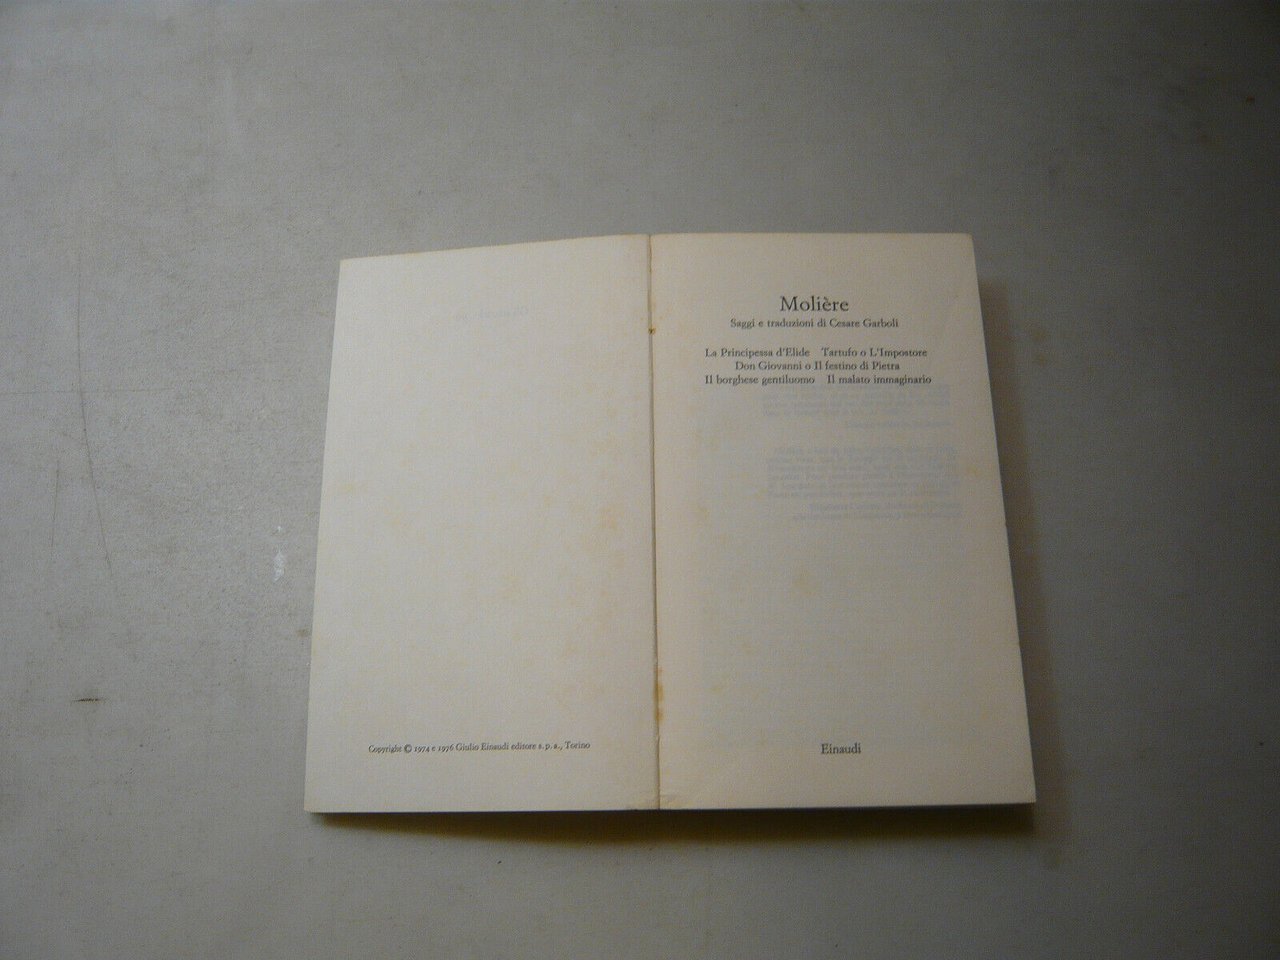 Copyright © 1974 e 1976 Giulio Einaudi editore s. p. a., Torino
Molière
Saggi e traduzioni di Cesare Garboli
La Principessa d'Elide Tartufo o L'Impostore
Don Giovanni o Il festino di Pietra
Il borghese gentiluomo Il malato immaginario
Einaudi